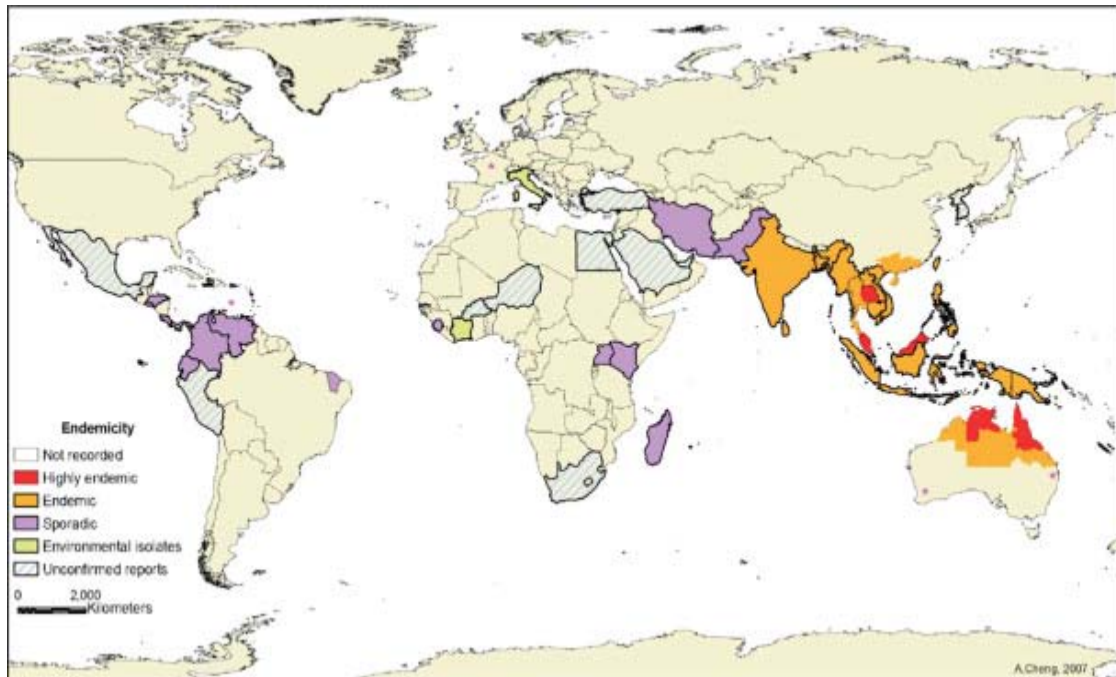 Endemicity
Not recorded
Highly endemic
Endemic
Sporadic
Environmental isolates
Unconfirmed reports
0 2,000
Kilometers
A.Cheng, 2007